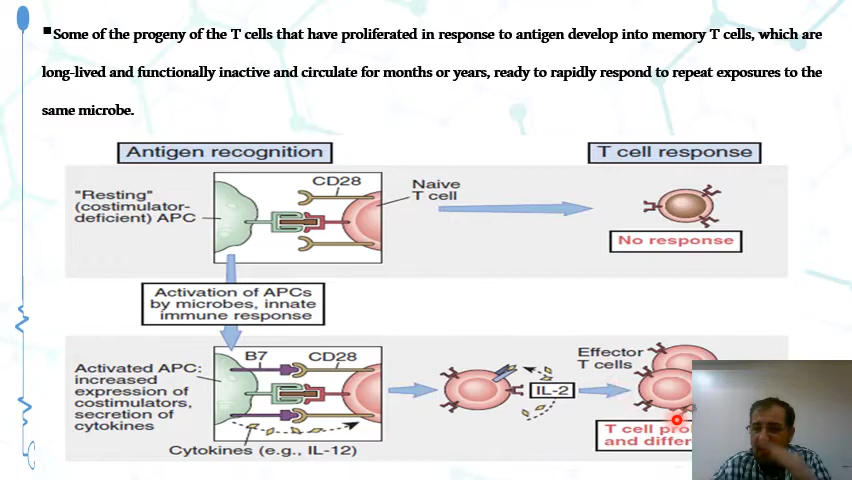 ▪Some of the progeny of the T cells that have proliferated in response to antigen develop into memory T cells, which are
long-lived and functionally inactive and circulate for months or years, ready to rapidly respond to repeat exposures to the
same microbe.
Antigen recognition
T cell response
"Resting"
(costimulator-
deficient) APC
CD28
Naive
T cell
No response
Activation of APCs
by microbes, innate
immune response
Activated APC:
increased
expression of
costimulators,
secretion of
cytokines
B7
CD28
Cytokines (e.g., IL-12)
IL-2
Effector
T cells
T cell
and